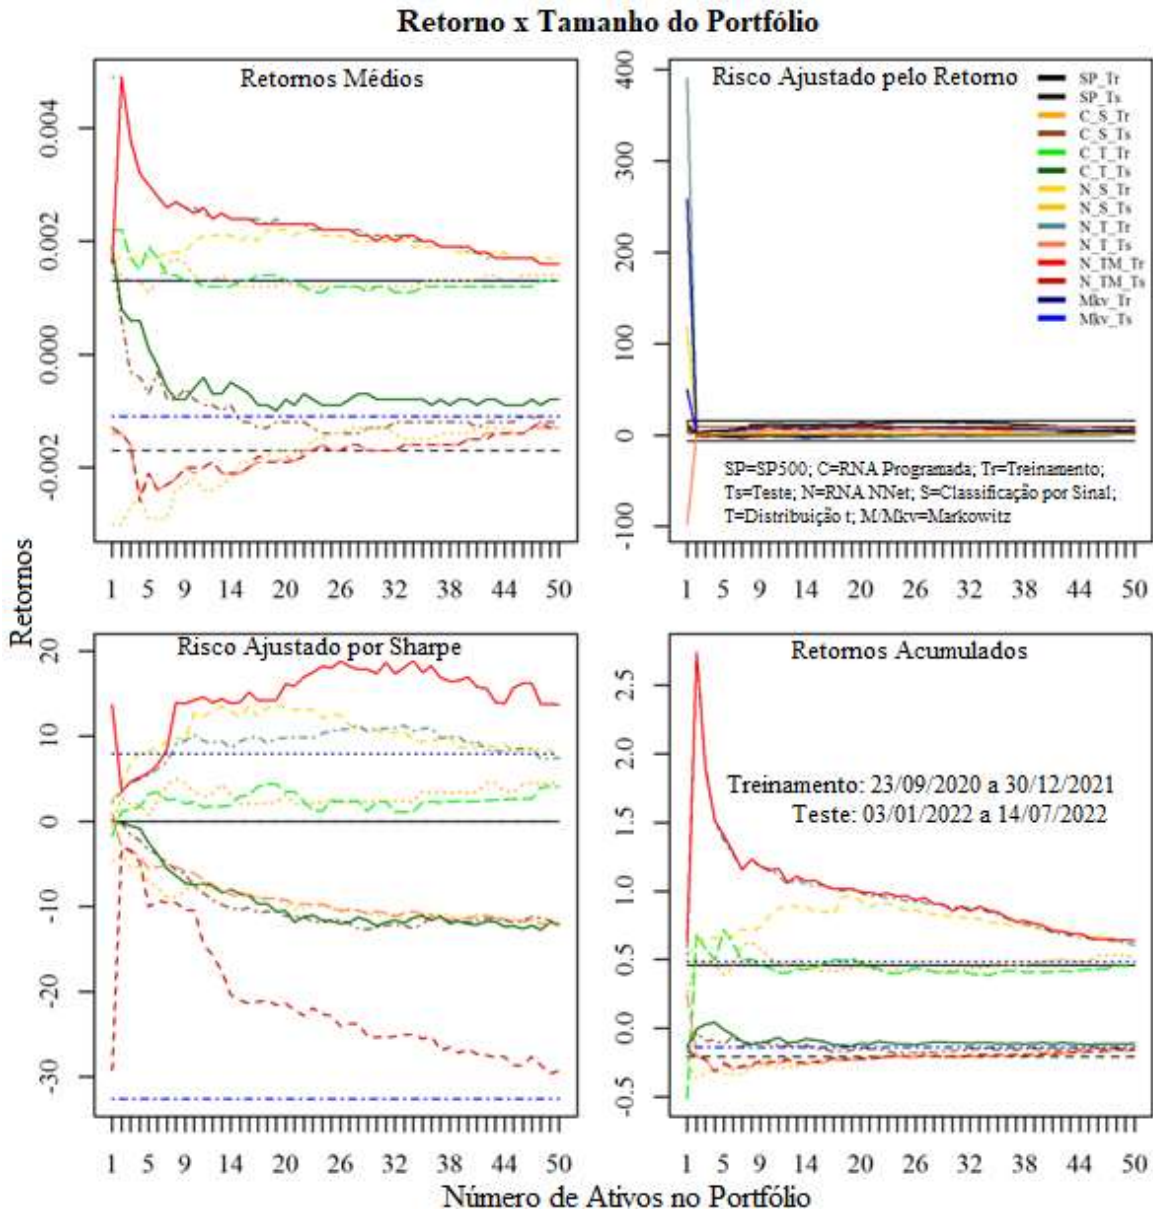 Retorno x Tamanho do Portfólio
Retornos
Retornos Médios
0.004
0.002
0.000
-0.002
1 5 9 14 20 26 32 38 44 50
Risco Ajustado pelo Retorno
400
300
200
100
0
-100
SP_Tr
SP_Ts
C_S_Tr
C_S_Ts
C_T_Tr
C_T_Ts
N_S_Tr
N_S_Ts
N_T_Tr
N_T_Ts
N_TM_Tr
N_TM_Ts
Mkv_Tr
Mkv_Ts
SP=SP500; C=RNA Programada; Tr=Treinamento;
Ts=Teste; N=RNA NNet; S=Classificação por Sinal;
T=Distribuição t; M/Mkv=Markowitz
1 5 9 14 20 26 32 38 44 50
Risco Ajustado por Sharpe
20
10
0
-10
-20
-30
1 5 9 14 20 26 32 38 44 50
Retornos Acumulados
2.5
2.0
1.5
1.0
0.5
0.0
-0.5
Treinamento: 23/09/2020 a 30/12/2021
Teste: 03/01/2022 a 14/07/2022
1 5 9 14 20 26 32 38 44 50
Número de Ativos no Portfólio